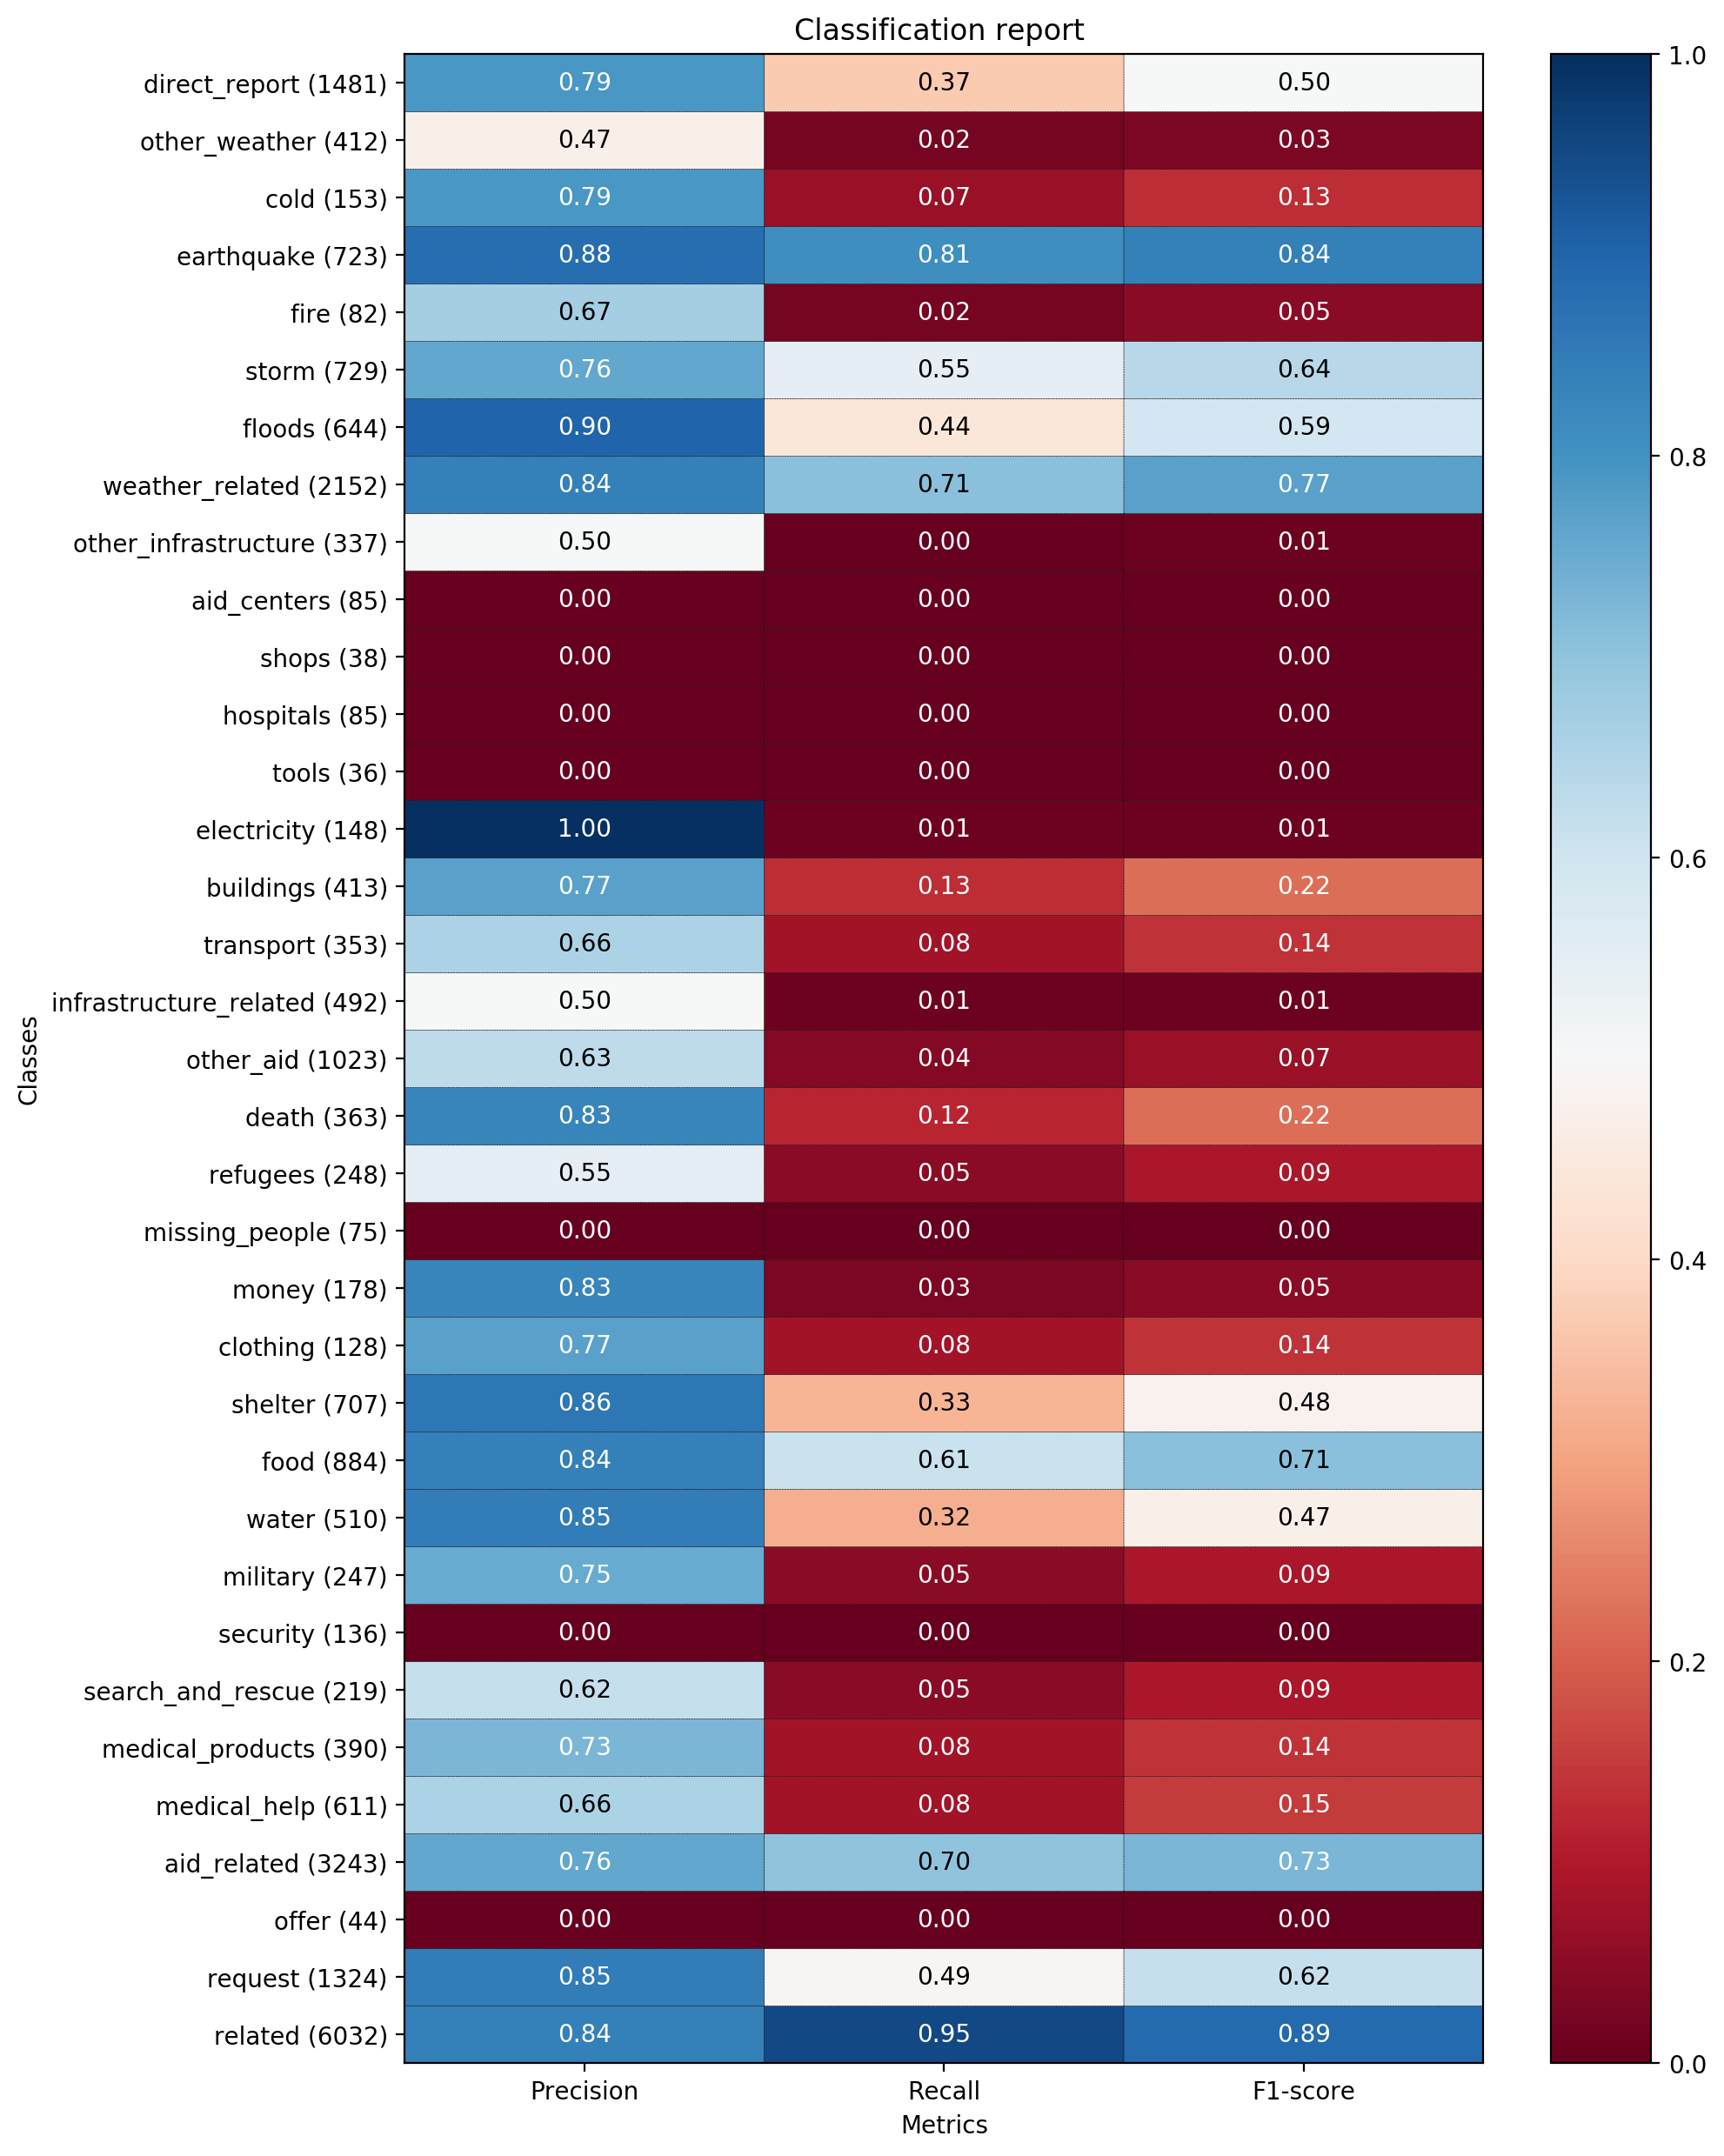 Classification report
direct_report (1481) 0.79 0.37 0.50 1.0
other_weather (412) 0.47 0.02 0.03
cold (153) 0.79 0.07 0.13
earthquake (723) 0.88 0.81 0.84
fire (82) 0.67 0.02 0.05
storm (729) 0.76 0.55 0.64
floods (644) 0.90 0.44 0.59
weather_related (2152) 0.84 0.71 0.77 0.8
other_infrastructure (337) 0.50 0.00 0.01
aid_centers (85) 0.00 0.00 0.00
shops (38) 0.00 0.00 0.00
hospitals (85) 0.00 0.00 0.00
tools (36) 0.00 0.00 0.00
electricity (148) 1.00 0.01 0.01 0.6
buildings (413) 0.77 0.13 0.22
transport (353) 0.66 0.08 0.14
infrastructure_related (492) 0.50 0.01 0.01
other_aid (1023) 0.63 0.04 0.07
Classes
death (363) 0.83 0.12 0.22
refugees (248) 0.55 0.05 0.09
missing_people (75) 0.00 0.00 0.00
money (178) 0.83 0.03 0.05 0.4
clothing (128) 0.77 0.08 0.14
shelter (707) 0.86 0.33 0.48
food (884) 0.84 0.61 0.71
water (510) 0.85 0.32 0.47
military (247) 0.75 0.05 0.09
security (136) 0.00 0.00 0.00
search_and_rescue (219) 0.62 0.05 0.09 0.2
medical_products (390) 0.73 0.08 0.14
medical_help (611) 0.66 0.08 0.15
aid_related (3243) 0.76 0.70 0.73
offer (44) 0.00 0.00 0.00
request (1324) 0.85 0.49 0.62
related (6032) 0.84 0.95 0.89
0.0
Precision Recall F1-score
Metrics